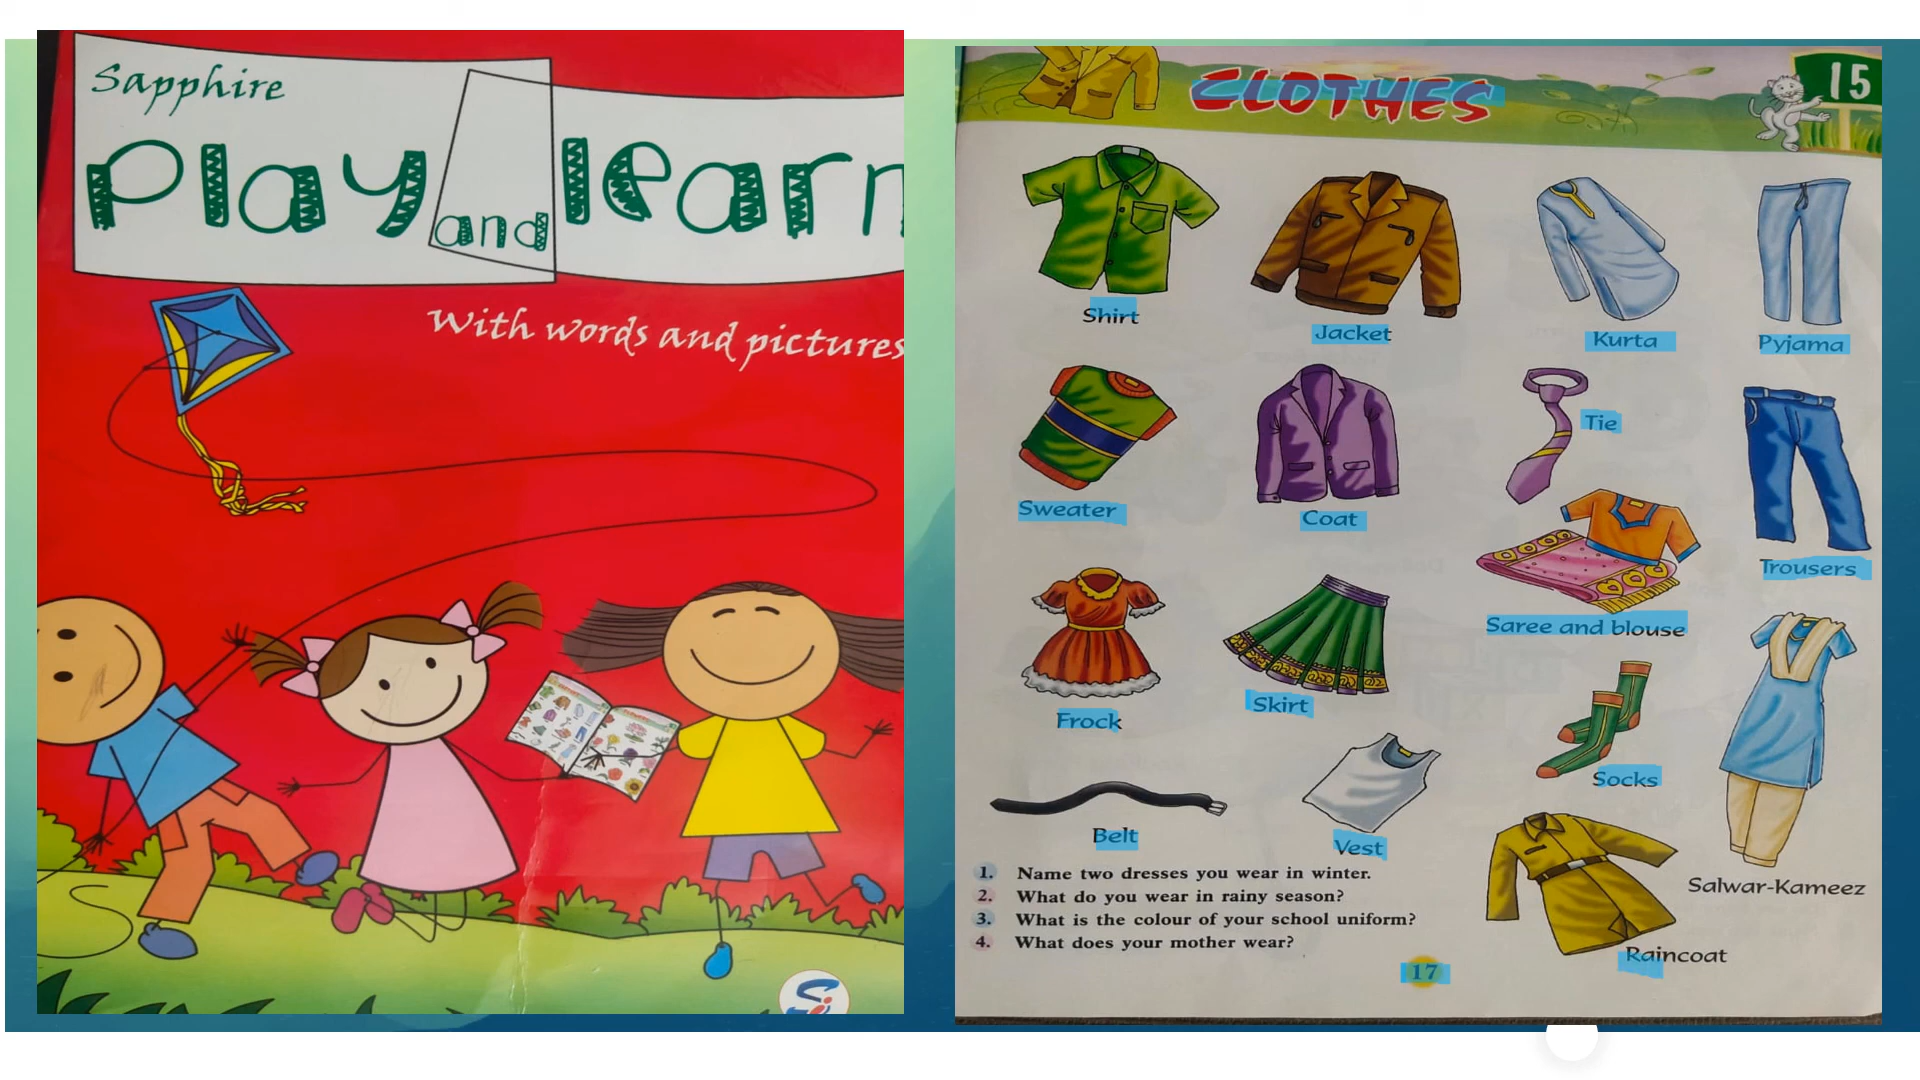 Sapphire
play and learn
With words and pictures
CLOTHES
15
Shirt
Jacket
Kurta
Pyjama
Sweater
Coat
Tie
Trousers
Saree and blouse
Frock
Skirt
Socks
Belt
Vest
Salwar-Kameez
Raincoat
1. Name two dresses you wear in winter.
2. What do you wear in rainy season?
3. What is the colour of your school uniform?
4. What does your mother wear?
17